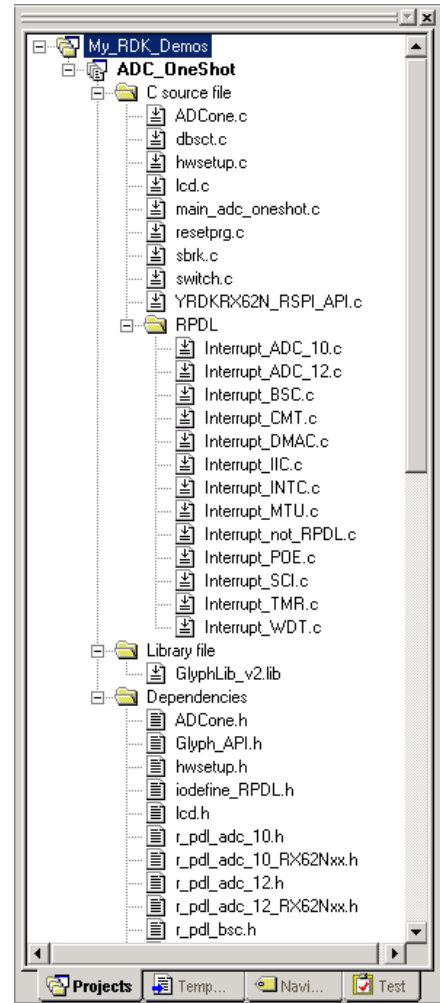 My_RDK_Demos
ADC_OneShot
C source file
ADCone.c
dbsct.c
hwsetup.c
lcd.c
main_adc_oneshot.c
resetprg.c
sbrk.c
switch.c
YRDKRX62N_RSPI_API.c
RPDL
Interrupt_ADC_10.c
Interrupt_ADC_12.c
Interrupt_BSC.c
Interrupt_CMT.c
Interrupt_DMAC.c
Interrupt_IIC.c
Interrupt_INTC.c
Interrupt_MTU.c
Interrupt_not_RPDL.c
Interrupt_POE.c
Interrupt_SCI.c
Interrupt_TMR.c
Interrupt_WDT.c
Library file
GlyphLib_v2.lib
Dependencies
ADCone.h
Glyph_API.h
hwsetup.h
iodefine_RPDL.h
lcd.h
r_pdl_adc_10.h
r_pdl_adc_10_RX62Nxx.h
r_pdl_adc_12.h
r_pdl_adc_12_RX62Nxx.h
r_pdl_bsc.h
Projects Temp... Navi... Test